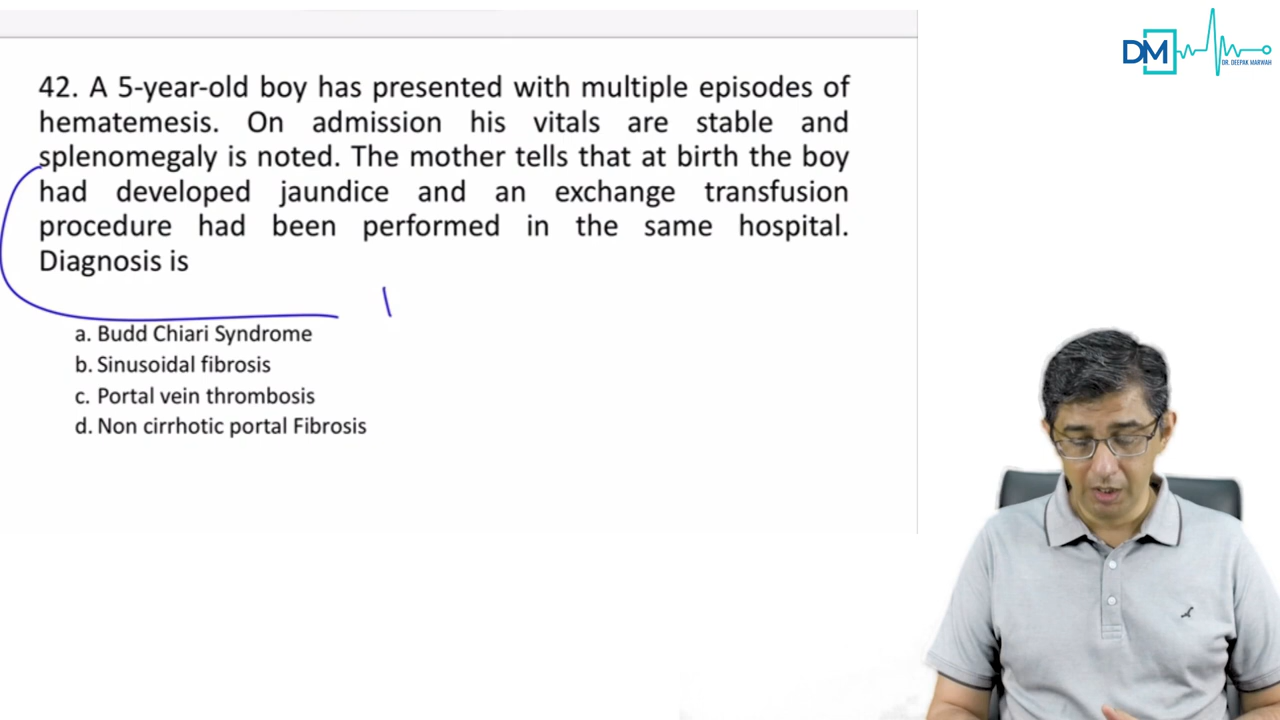 42. A 5-year-old boy has presented with multiple episodes of
hematemesis. On admission his vitals are stable and
splenomegaly is noted. The mother tells that at birth the boy
had developed jaundice and an exchange transfusion
procedure had been performed in the same hospital.
Diagnosis is
a. Budd Chiari Syndrome
b. Sinusoidal fibrosis
c. Portal vein thrombosis
d. Non cirrhotic portal Fibrosis
DM
DR. DEEPAK MARWAH